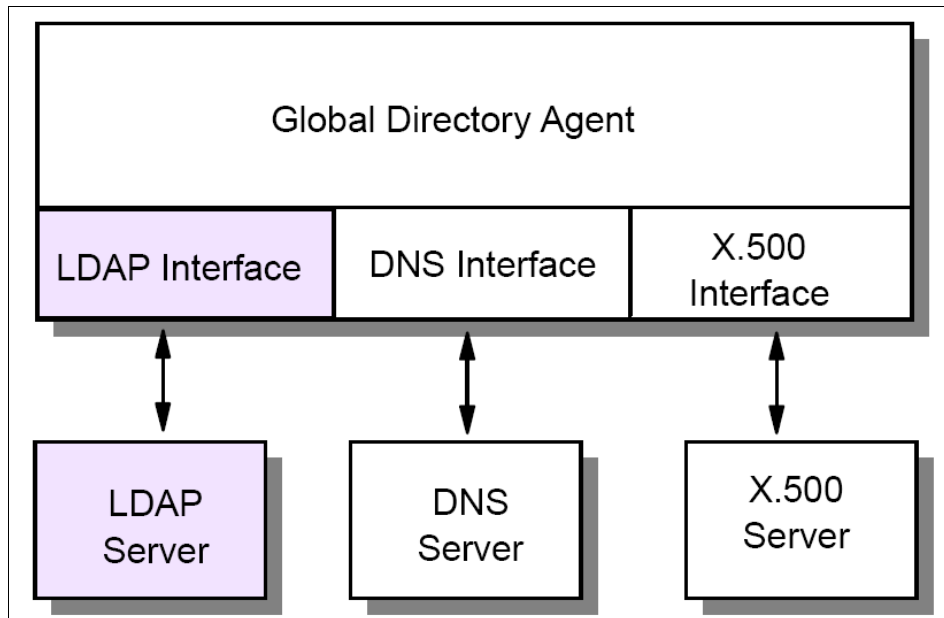 Global Directory Agent
LDAP Interface
DNS Interface
X.500
Interface
LDAP
Server
DNS
Server
X.500
Server